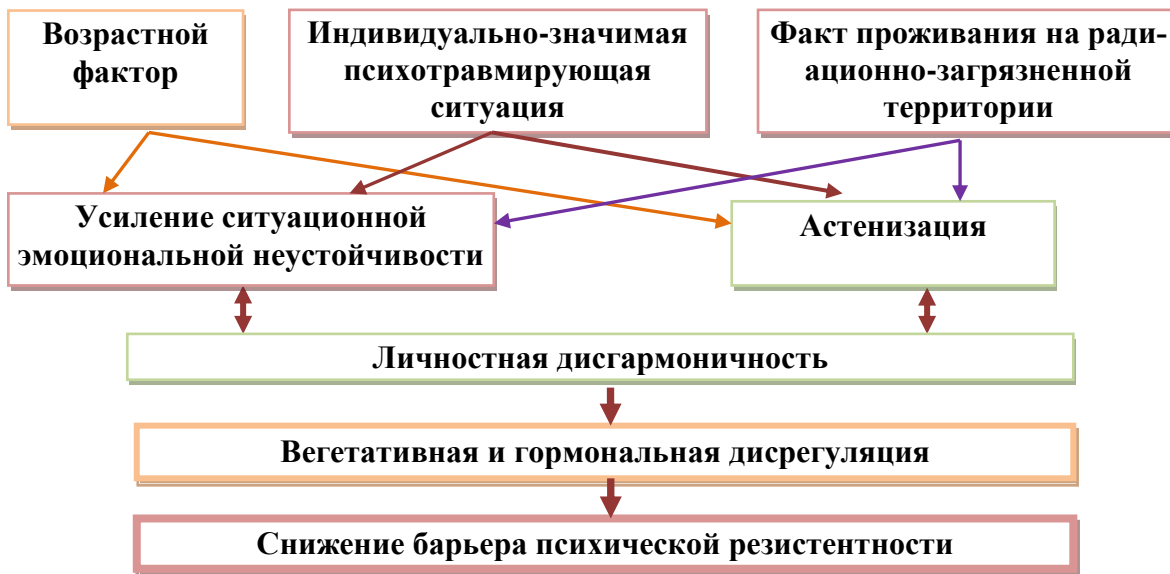 Возрастной
фактор
Индивидуально-значимая
психотравмирующая
ситуация
Факт проживания на ради-
ационно-загрязненной
территории
Усиление ситуационной
эмоциональной неустойчивости
Астенизация
Личностная дисгармоничность
Вегетативная и гормональная дисрегуляция
Снижение барьера психической резистентности